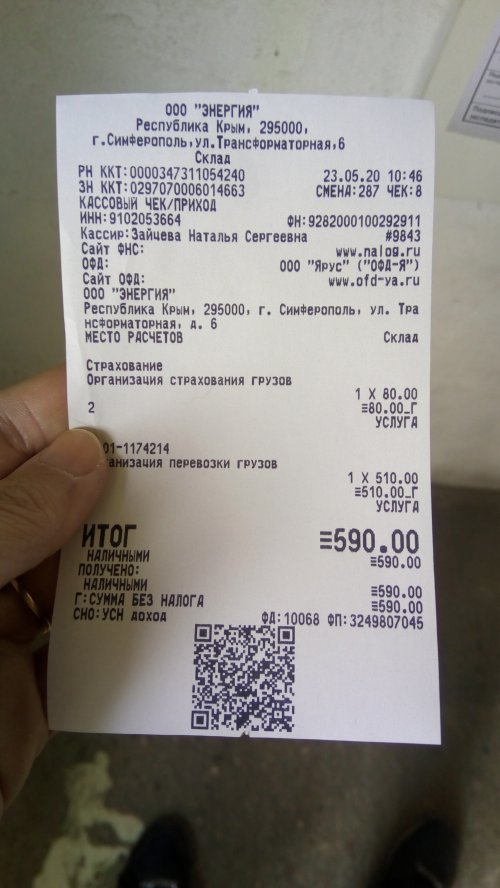 ООО "ЭНЕРГИЯ"
Республика Крым, 295000,
г.Симферополь,ул.Трансформаторная,6
Склад
РН ККТ:0000347311054240 23.05.20 10:46
ЗН ККТ:0297070006014663 СМЕНА:287 ЧЕК:8
КАССОВЫЙ ЧЕК/ПРИХОД
ИНН:9102053664 ФН:9282000100292911
Кассир:Зайцева Наталья Сергеевна #9843
Сайт ФНС: www.nalog.ru
ОФД: ООО "Ярус" ("ОФД-Я")
Сайт ОФД: www.ofd-ya.ru
ООО "ЭНЕРГИЯ"
Республика Крым, 295000, г. Симферополь, ул. Тра
нсформаторная, д. 6
МЕСТО РАСЧЕТОВ Склад
Страхование
Организация страхования грузов
1 X 80.00
2 ≡80.00_Г
УСЛУГА
01-1174214
анизация перевозки грузов
1 X 510.00
≡510.00_Г
УСЛУГА
ИТОГ ≡590.00
НАЛИЧНЫМИ ≡590.00
ПОЛУЧЕНО:
НАЛИЧНЫМИ ≡590.00
Г:СУММА БЕЗ НАЛОГА ≡590.00
СНО:УСН доход ФД:10068 ФП:3249807045